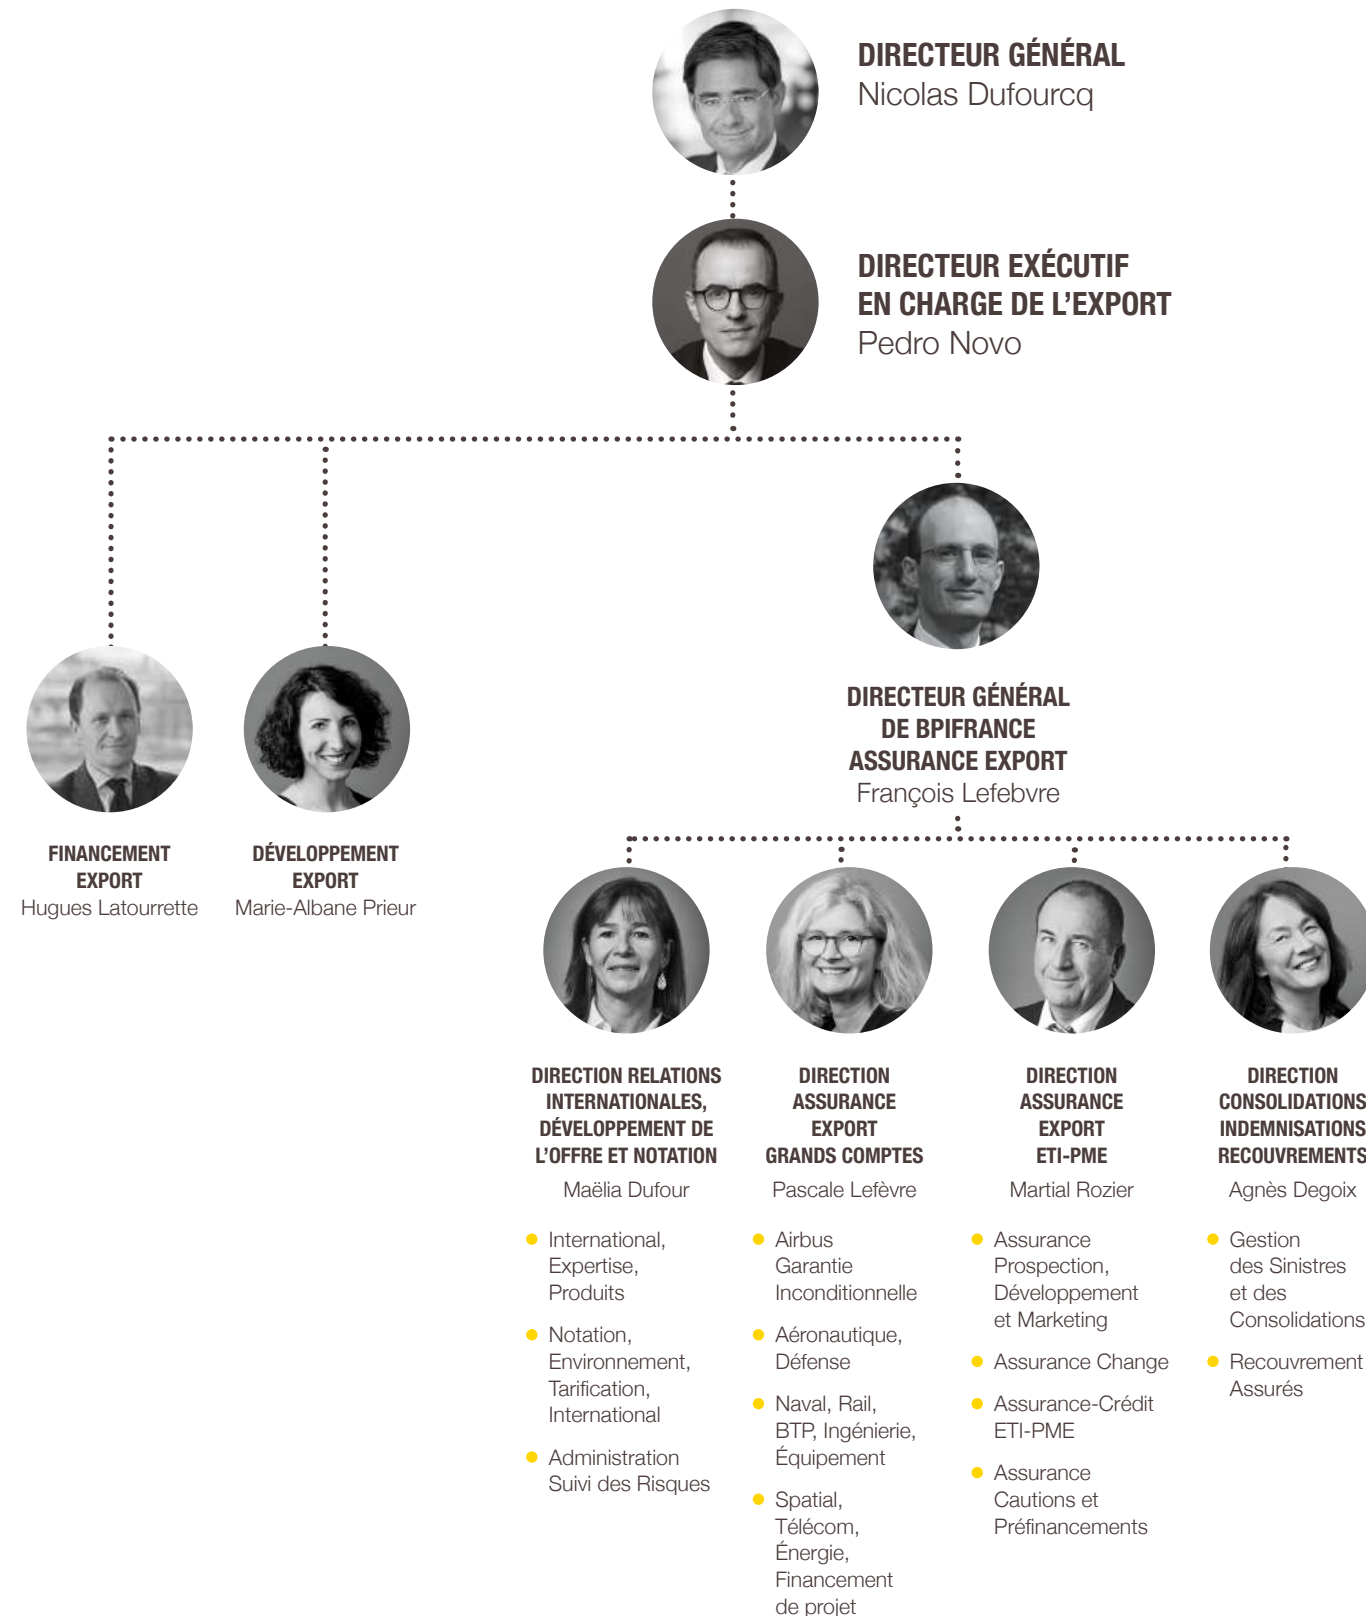 DIRECTEUR GÉNÉRAL
Nicolas Dufourcq
DIRECTEUR EXÉCUTIF
EN CHARGE DE L’EXPORT
Pedro Novo
DIRECTEUR GÉNÉRAL
DE BPIFRANCE
ASSURANCE EXPORT
François Lefebvre
FINANCEMENT
EXPORT
Hugues Latourrette
DÉVELOPPEMENT
EXPORT
Marie-Albane Prieur
DIRECTION RELATIONS
INTERNATIONALES,
DÉVELOPPEMENT DE
L’OFFRE ET NOTATION
Maëlia Dufour
International,
Expertise,
Produits
Notation,
Environnement,
Tarification,
International
Administration
Suivi des Risques
DIRECTION
ASSURANCE
EXPORT
GRANDS COMPTES
Pascale Lefèvre
Airbus
Garantie
Inconditionnelle
Aéronautique,
Défense
Naval, Rail,
BTP, Ingénierie,
Équipement
Spatial,
Télécom,
Énergie,
Financement
de projet
DIRECTION
ASSURANCE
EXPORT
ETI-PME
Martial Rozier
Assurance
Prospection,
Développement
et Marketing
Assurance Change
Assurance-Crédit
ETI-PME
Assurance
Cautions et
Préfinancements
DIRECTION
CONSOLIDATIONS
INDEMNISATIONS
RECOUVREMENTS
Agnès Degoix
Gestion
des Sinistres
et des
Consolidations
Recouvrement
Assurés